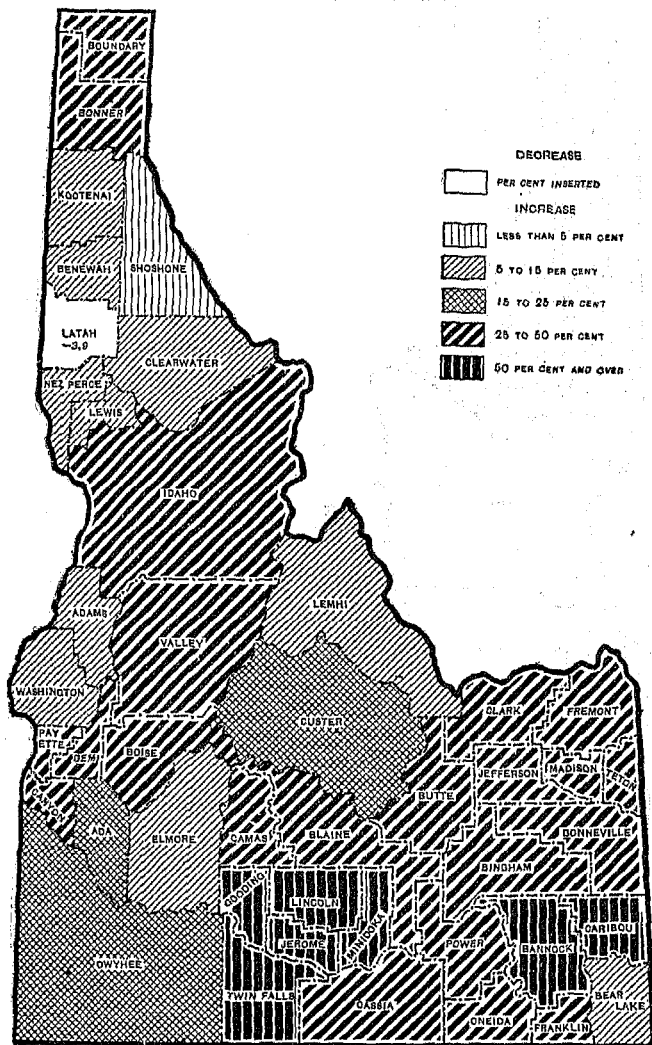 BOUNDARY
BONNER
DECREASE
PER CENT INSERTED
INCREASE
LESS THAN 5 PER CENT
5 TO 15 PER CENT
15 TO 25 PER CENT
25 TO 50 PER CENT
50 PER CENT AND OVER
KOOTENAI
BENEWAH
SHOSHONE
LATAH
-3.9
CLEARWATER
NEZ PERCE
LEWIS
IDAHO
LEMHI
ADAMS
VALLEY
WASHINGTON
CUSTER
CLARK
FREMONT
PAY
ETTE
GEM
BOISE
JEFFERSON
MADISON
TETON
CANYON
ADA
ELMORE
BUTTE
CAMAS
BLAINE
BONNEVILLE
BINGHAM
GOODING
LINCOLN
CARIBOU
JEROME
MINIDOKA
POWER
BANNOCK
OWYHEE
TWIN FALLS
CASSIA
BEAR
LAKE
ONEIDA
FRANKLIN